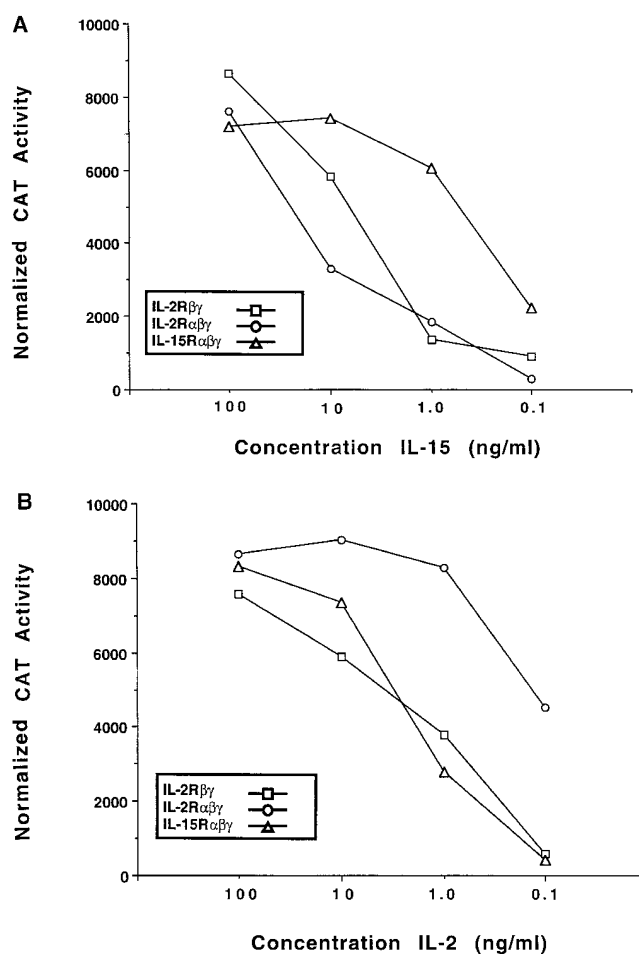 A
Normalized CAT Activity
10000
8000
6000
4000
2000
0
IL-2Rβγ
IL-2Rαβγ
IL-15Rαβγ
100
10
1.0
0.1
Concentration IL-15 (ng/ml)
B
Normalized CAT Activity
10000
8000
6000
4000
2000
0
IL-2Rβγ
IL-2Rαβγ
IL-15Rαβγ
100
10
1.0
0.1
Concentration IL-2 (ng/ml)